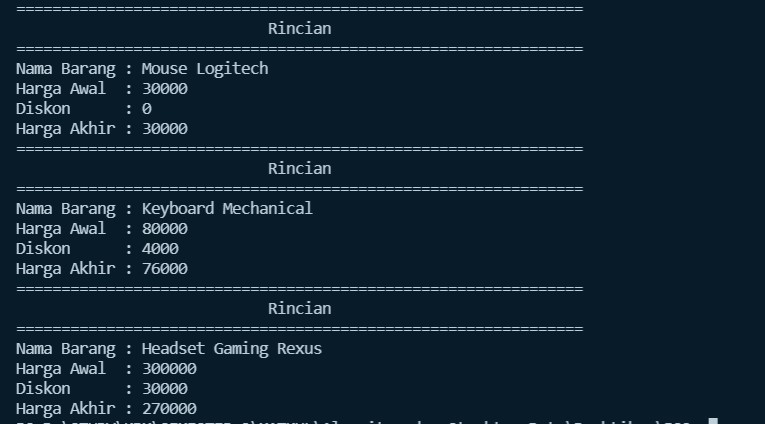 ===============================================================
Rincian
===============================================================
Nama Barang : Mouse Logitech
Harga Awal : 30000
Diskon : 0
Harga Akhir : 30000
===============================================================
Rincian
===============================================================
Nama Barang : Keyboard Mechanical
Harga Awal : 80000
Diskon : 4000
Harga Akhir : 76000
===============================================================
Rincian
===============================================================
Nama Barang : Headset Gaming Rexus
Harga Awal : 300000
Diskon : 30000
Harga Akhir : 270000